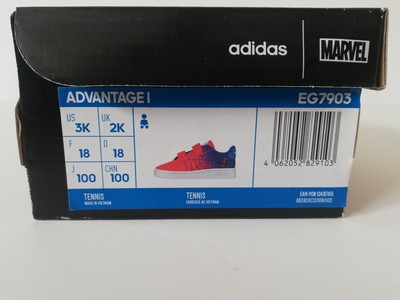 adidas MARVEL
ADVANTAGE I EG7903
US UK
3K 2K
F D
18 18
J CHN
100 100
4 062052 829103
TENNIS TENNIS
MADE IN VIETNAM FABRIQUE AU VIETNAM